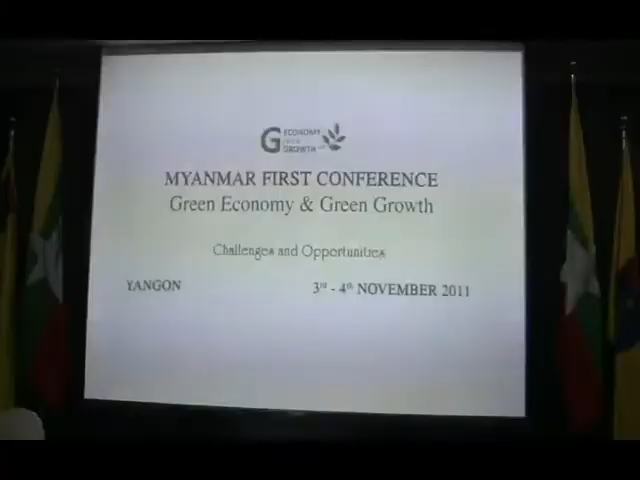 G ECONOMY
GROWTH
MYANMAR FIRST CONFERENCE
Green Economy & Green Growth
Challenges and Opportunities
YANGON 3rd - 4th NOVEMBER 2011